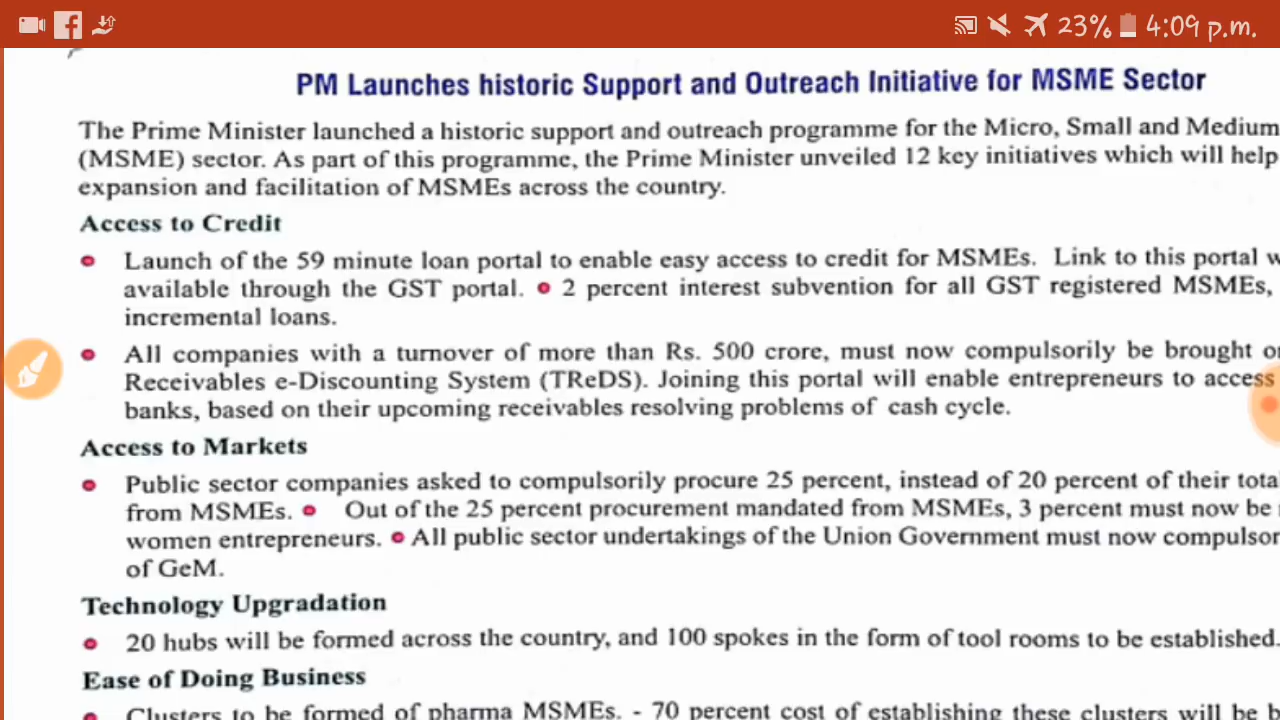 23% 4:09 p.m.
PM Launches historic Support and Outreach Initiative for MSME Sector
The Prime Minister launched a historic support and outreach programme for the Micro, Small and Medium
(MSME) sector. As part of this programme, the Prime Minister unveiled 12 key initiatives which will help
expansion and facilitation of MSMEs across the country.
Access to Credit
Launch of the 59 minute loan portal to enable easy access to credit for MSMEs. Link to this portal
available through the GST portal. • 2 percent interest subvention for all GST registered MSMEs,
incremental loans.
All companies with a turnover of more than Rs. 500 crore, must now compulsorily be brought
Receivables e-Discounting System (TReDS). Joining this portal will enable entrepreneurs to access
banks, based on their upcoming receivables resolving problems of cash cycle.
Access to Markets
Public sector companies asked to compulsorily procure 25 percent, instead of 20 percent of their
from MSMEs. • Out of the 25 percent procurement mandated from MSMEs, 3 percent must now be
women entrepreneurs. • All public sector undertakings of the Union Government must now
of GeM.
Technology Upgradation
20 hubs will be formed across the country, and 100 spokes in the form of tool rooms to be established.
Ease of Doing Business
Clusters to be formed of pharma MSMEs. - 70 percent cost of establishing these clusters will be